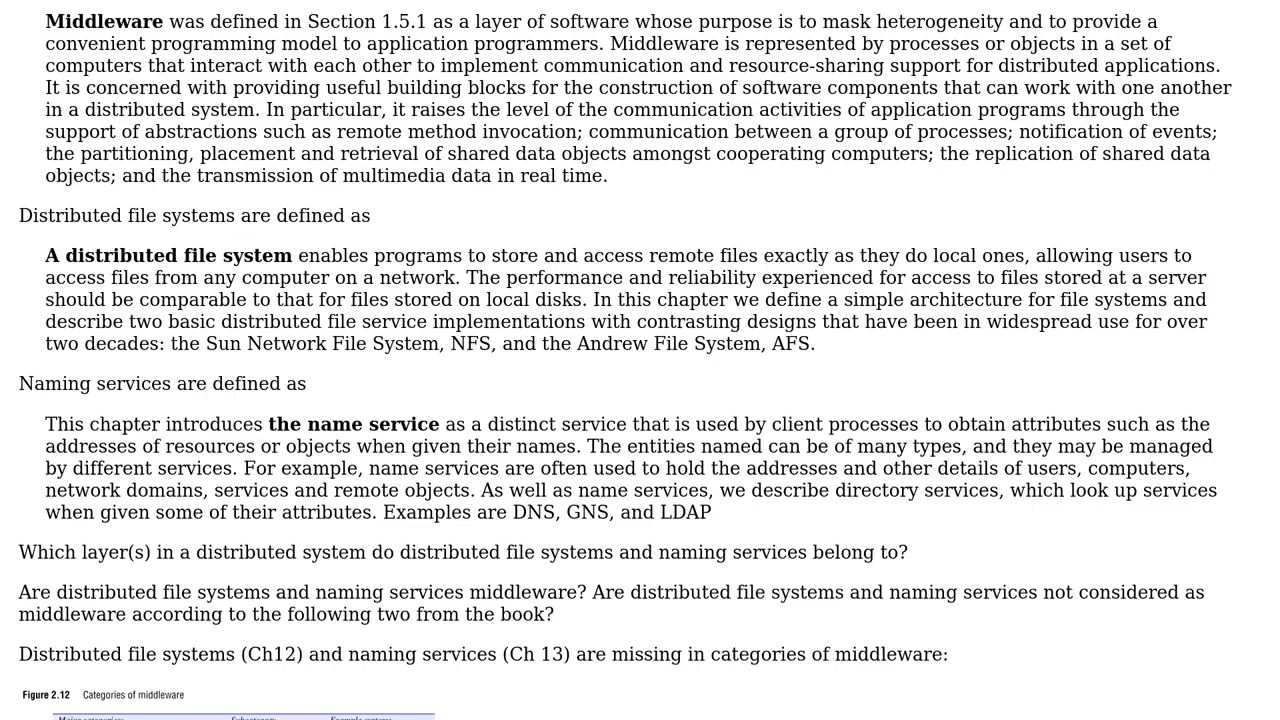 Middleware was defined in Section 1.5.1 as a layer of software whose purpose is to mask heterogeneity and to provide a
convenient programming model to application programmers. Middleware is represented by processes or objects in a set of
computers that interact with each other to implement communication and resource-sharing support for distributed applications.
It is concerned with providing useful building blocks for the construction of software components that can work with one another
in a distributed system. In particular, it raises the level of the communication activities of application programs through the
support of abstractions such as remote method invocation; communication between a group of processes; notification of events;
the partitioning, placement and retrieval of shared data objects amongst cooperating computers; the replication of shared data
objects; and the transmission of multimedia data in real time.
Distributed file systems are defined as
A distributed file system enables programs to store and access remote files exactly as they do local ones, allowing users to
access files from any computer on a network. The performance and reliability experienced for access to files stored at a server
should be comparable to that for files stored on local disks. In this chapter we define a simple architecture for file systems and
describe two basic distributed file service implementations with contrasting designs that have been in widespread use for over
two decades: the Sun Network File System, NFS, and the Andrew File System, AFS.
Naming services are defined as
This chapter introduces the name service as a distinct service that is used by client processes to obtain attributes such as the
addresses of resources or objects when given their names. The entities named can be of many types, and they may be managed
by different services. For example, name services are often used to hold the addresses and other details of users, computers,
network domains, services and remote objects. As well as name services, we describe directory services, which look up services
when given some of their attributes. Examples are DNS, GNS, and LDAP
Which layer(s) in a distributed system do distributed file systems and naming services belong to?
Are distributed file systems and naming services middleware? Are distributed file systems and naming services not considered as
middleware according to the following two from the book?
Distributed file systems (Ch12) and naming services (Ch 13) are missing in categories of middleware:
Figure 2.12 Categories of middleware